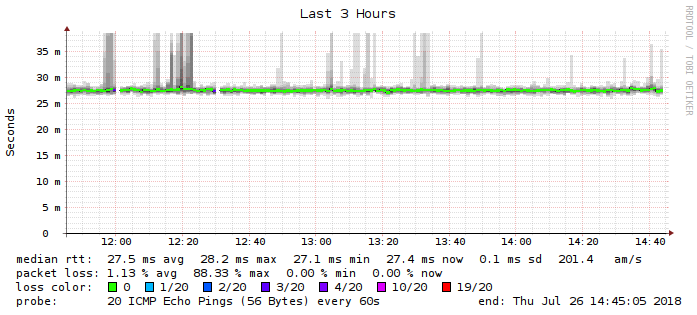 Last 3 Hours
RRDTOOL / TOBI OETIKER
Seconds
35 m
30 m
25 m
20 m
15 m
10 m
5 m
0
12:00 12:20 12:40 13:00 13:20 13:40 14:00 14:20 14:40
median rtt: 27.5 ms avg 28.2 ms max 27.1 ms min 27.4 ms now 0.1 ms sd 201.4 am/s
packet loss: 1.13 % avg 88.33 % max 0.00 % min 0.00 % now
loss color: 0 1/20 2/20 3/20 4/20 10/20 19/20
probe: 20 ICMP Echo Pings (56 Bytes) every 60s end: Thu Jul 26 14:45:05 2018